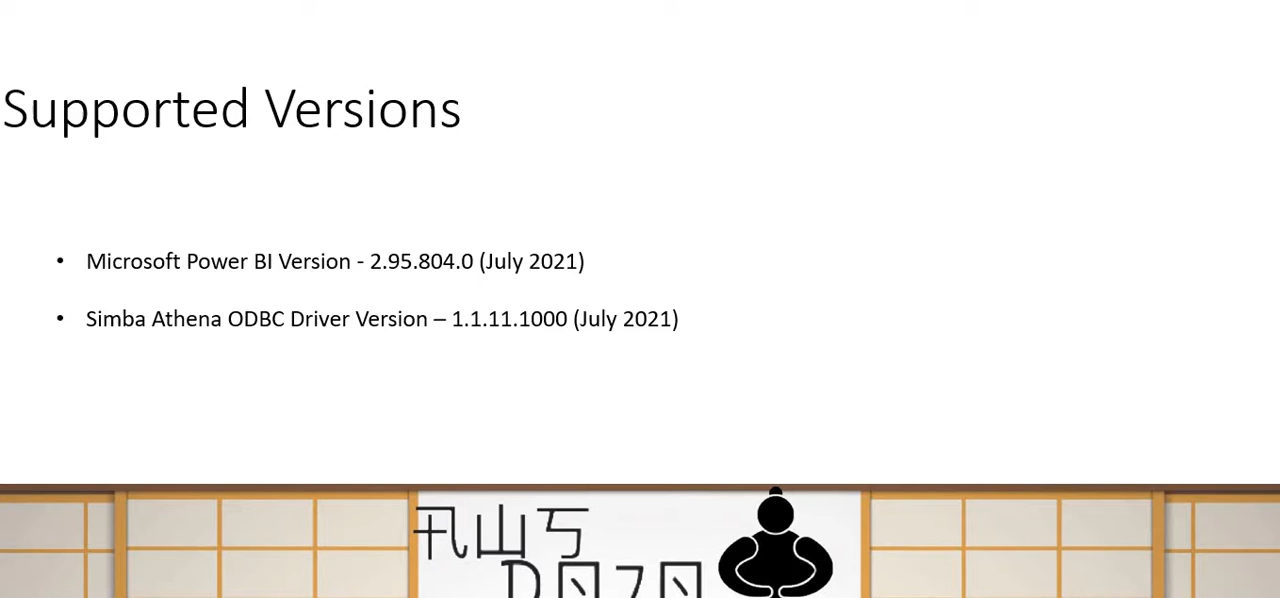 Supported Versions
• Microsoft Power BI Version - 2.95.804.0 (July 2021)
• Simba Athena ODBC Driver Version – 1.1.11.1000 (July 2021)